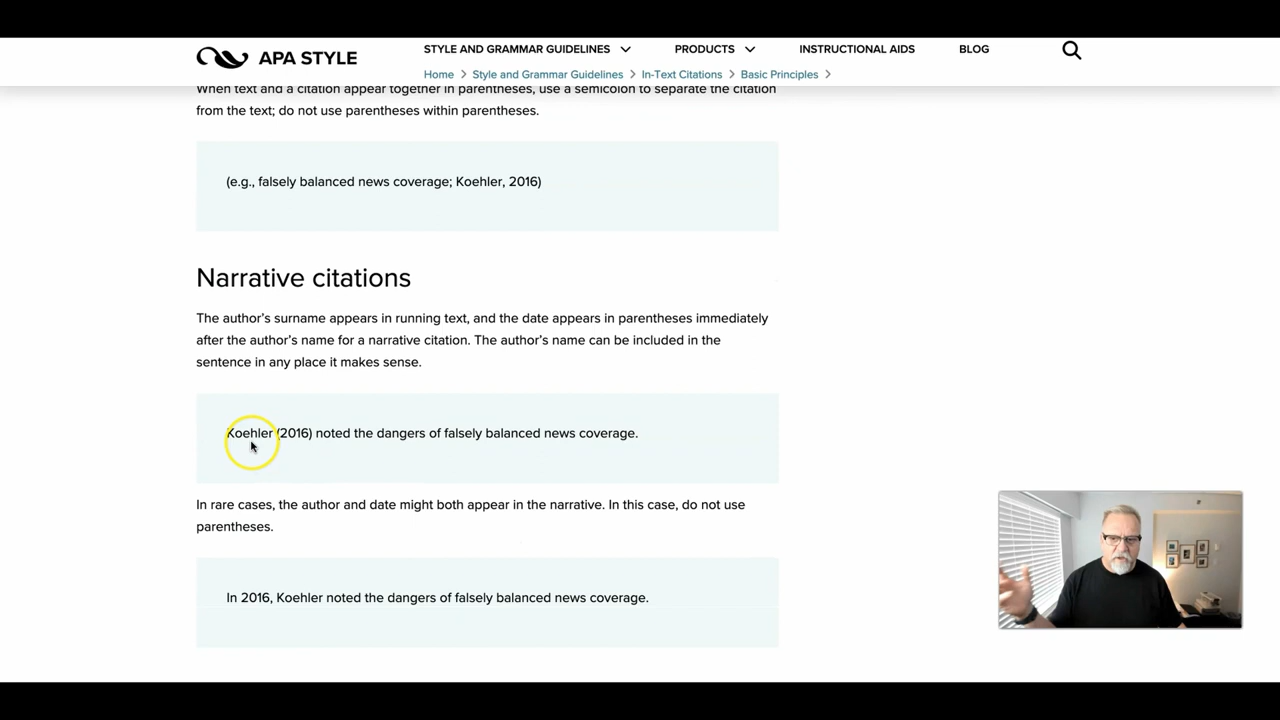 APA STYLE
STYLE AND GRAMMAR GUIDELINES
PRODUCTS
INSTRUCTIONAL AIDS
BLOG
Home > Style and Grammar Guidelines > In-Text Citations > Basic Principles >
When text and a citation appear together in parentheses, use a semicolon to separate the citation
from the text; do not use parentheses within parentheses.
(e.g., falsely balanced news coverage; Koehler, 2016)
Narrative citations
The author’s surname appears in running text, and the date appears in parentheses immediately
after the author’s name for a narrative citation. The author’s name can be included in the
sentence in any place it makes sense.
Koehler (2016) noted the dangers of falsely balanced news coverage.
In rare cases, the author and date might both appear in the narrative. In this case, do not use
parentheses.
In 2016, Koehler noted the dangers of falsely balanced news coverage.